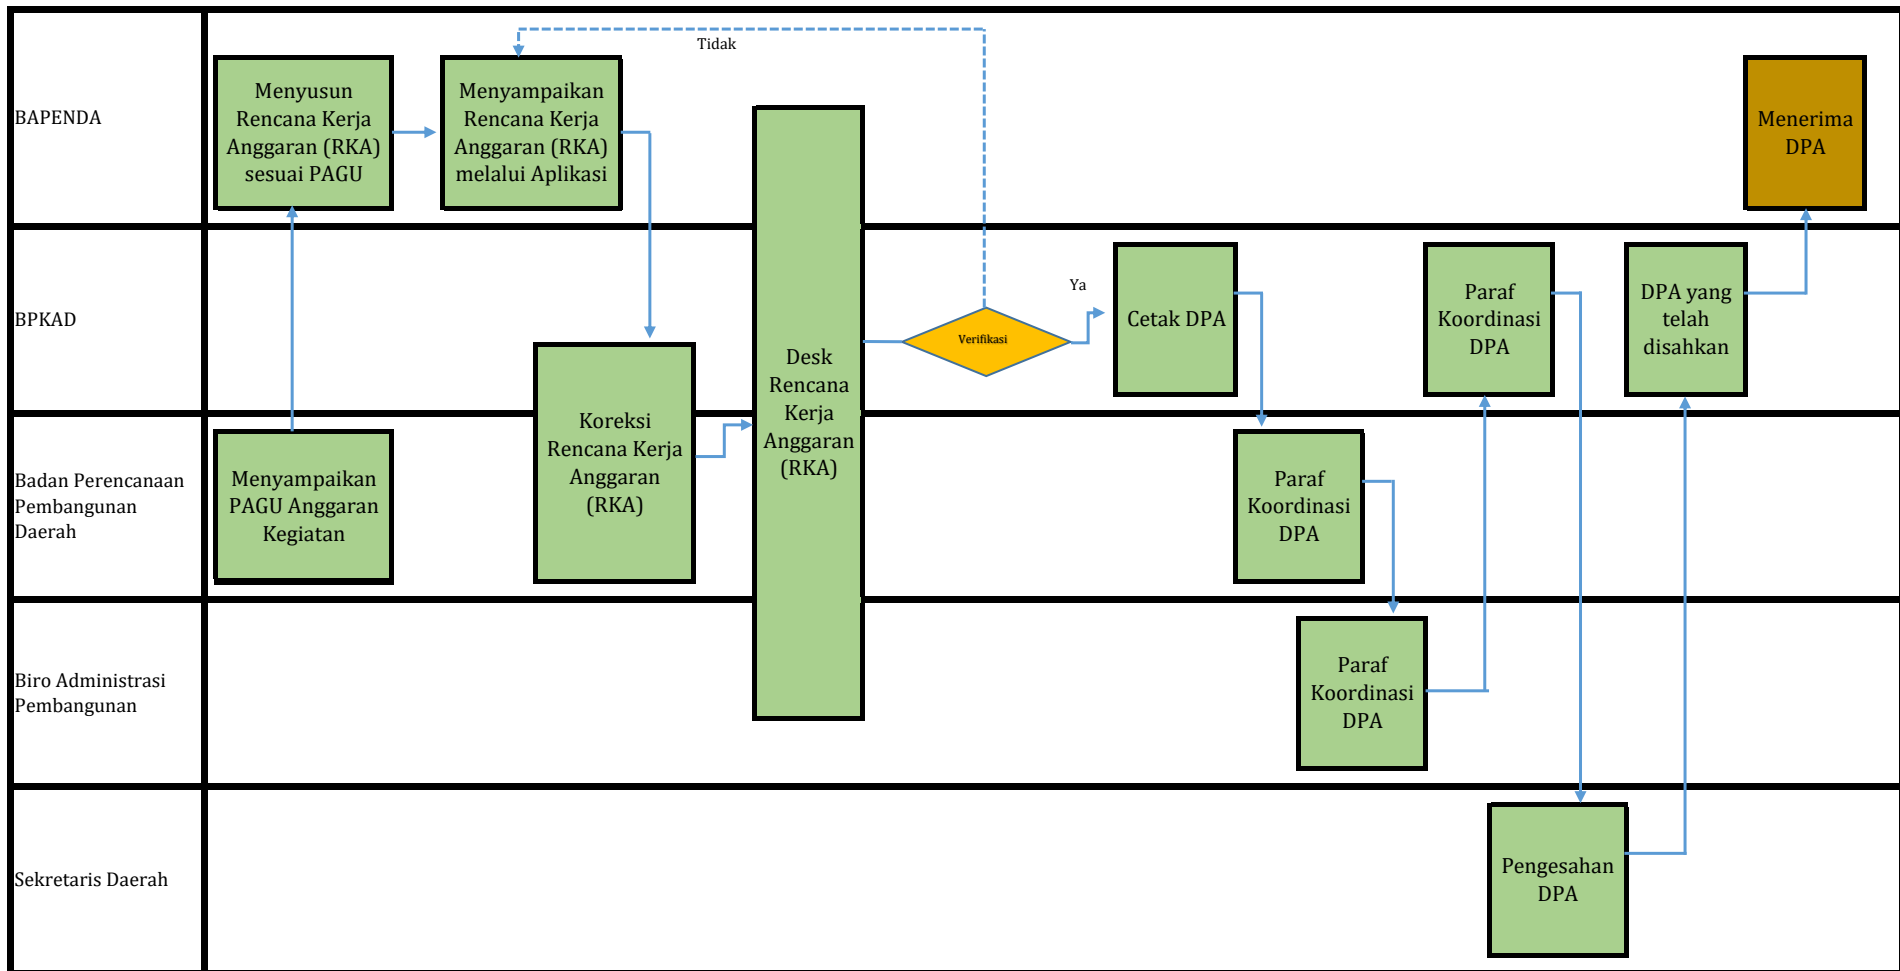 Tidak
BAPENDA
Menyusun
Rencana Kerja
Anggaran (RKA)
sesuai PAGU
Menyampaikan
Rencana Kerja
Anggaran (RKA)
melalui Aplikasi
Menerima
DPA
BPKAD
Desk
Rencana
Kerja
Anggaran
(RKA)
Verifikasi
Ya
Cetak DPA
Paraf
Koordinasi
DPA
DPA yang
telah
disahkan
Badan Perencanaan
Pembangunan
Daerah
Menyampaikan
PAGU Anggaran
Kegiatan
Koreksi
Rencana Kerja
Anggaran
(RKA)
Paraf
Koordinasi
DPA
Biro Administrasi
Pembangunan
Paraf
Koordinasi
DPA
Sekretaris Daerah
Pengesahan
DPA